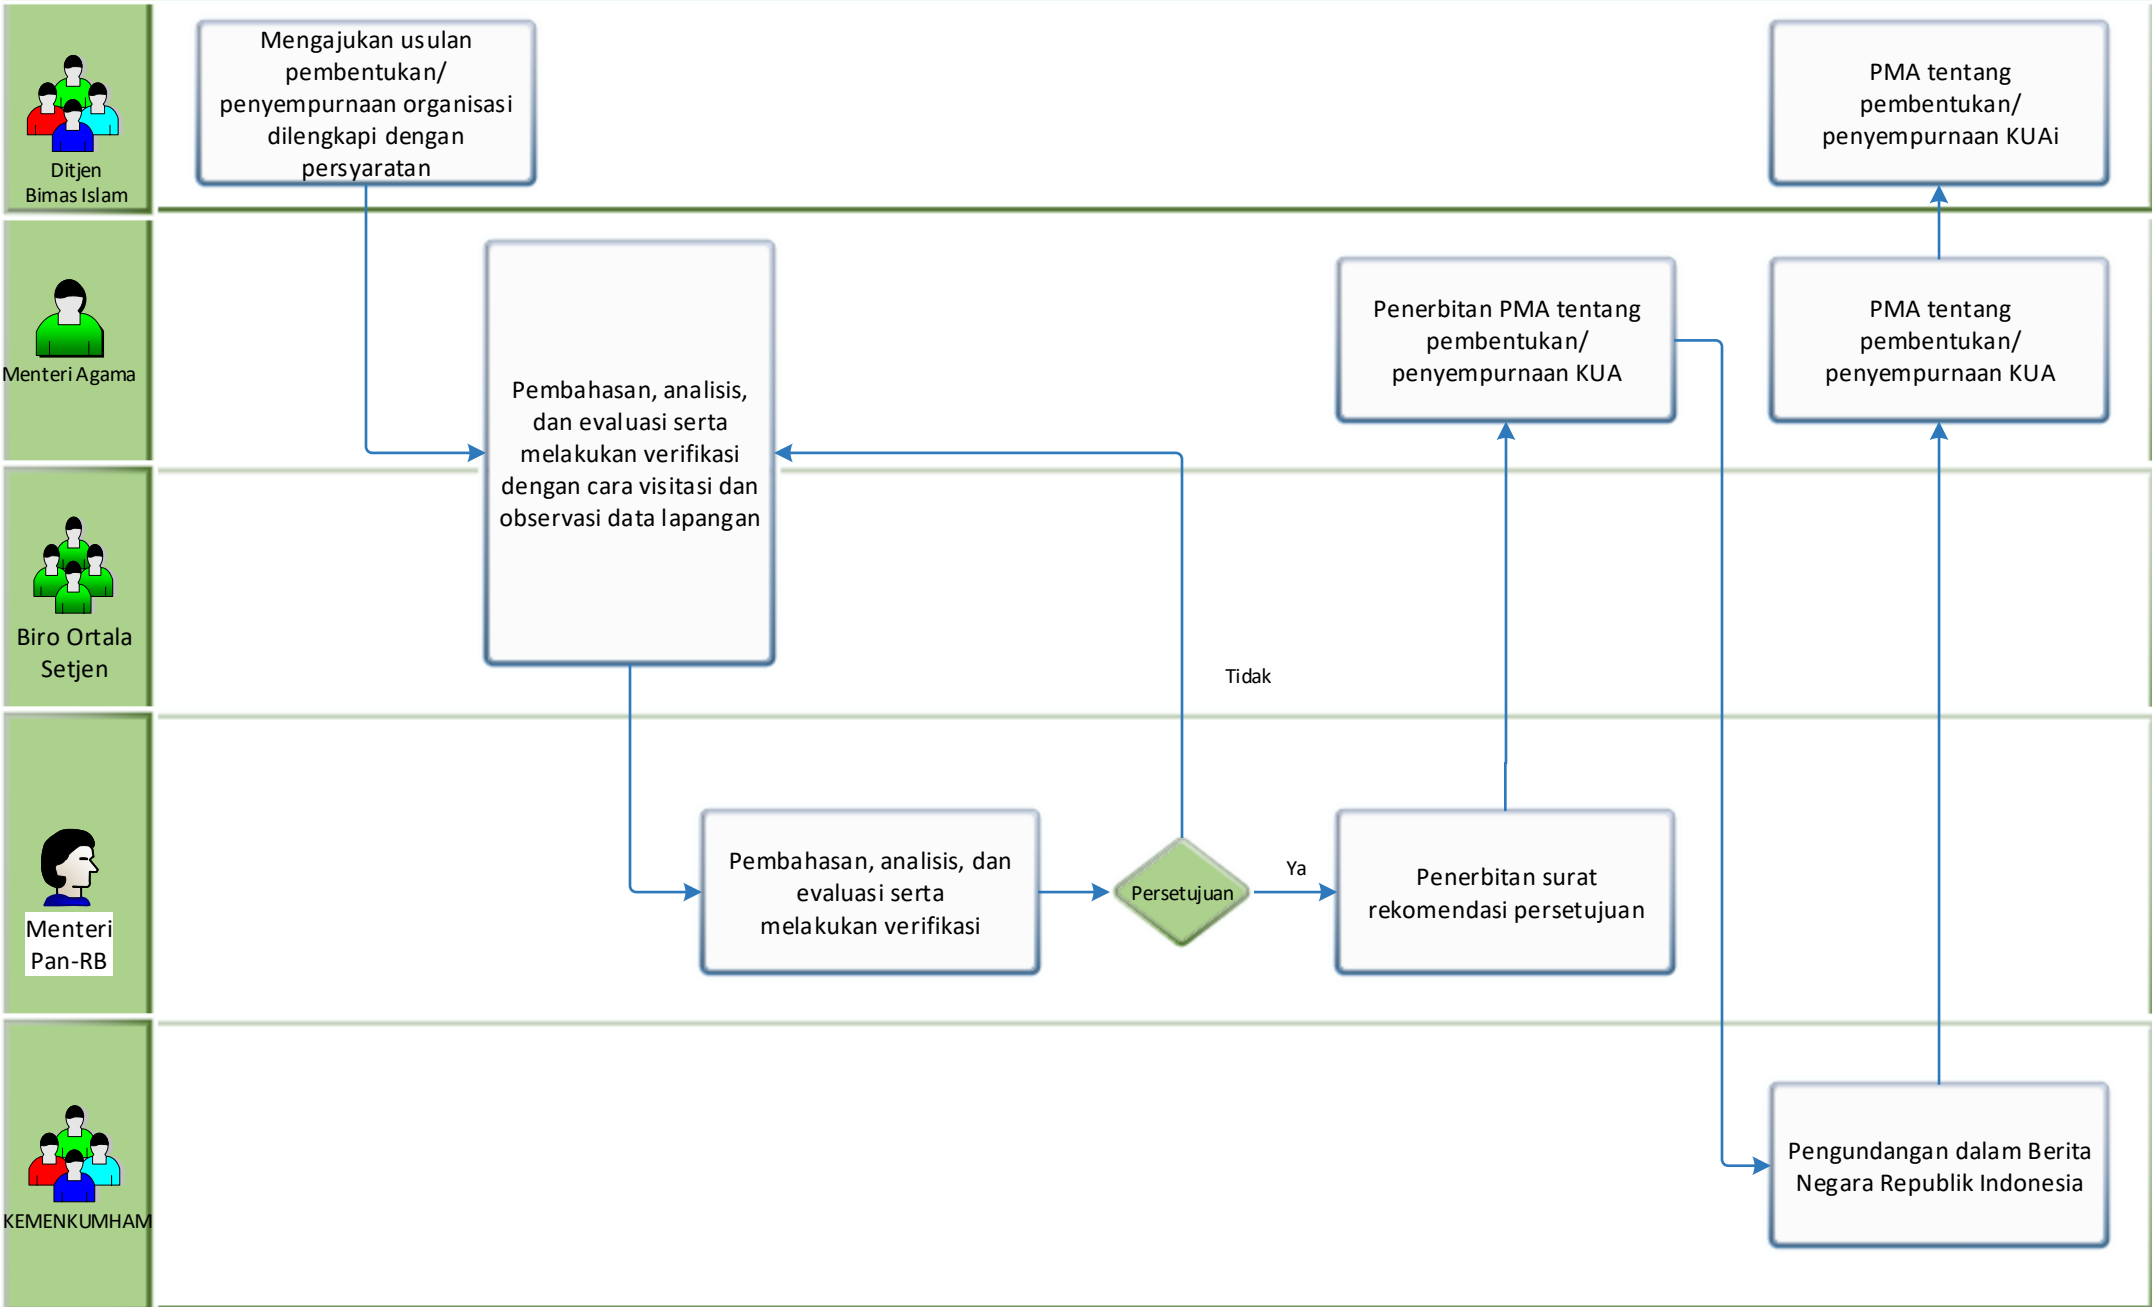 Mengajukan usulan
pembentukan/
penyempurnaan organisasi
dilengkapi dengan
persyaratan
PMA tentang
pembentukan/
penyempurnaan KUAi
Ditjen
Bimas Islam
Menteri Agama
Pembahasan, analisis,
dan evaluasi serta
melakukan verifikasi
dengan cara visitasi dan
observasi data lapangan
Penerbitan PMA tentang
pembentukan/
penyempurnaan KUA
PMA tentang
pembentukan/
penyempurnaan KUA
Biro Ortala
Setjen
Tidak
Menteri
Pan-RB
Pembahasan, analisis, dan
evaluasi serta
melakukan verifikasi
Persetujuan
Ya
Penerbitan surat
rekomendasi persetujuan
KEMENKUMHAM
Pengundangan dalam Berita
Negara Republik Indonesia